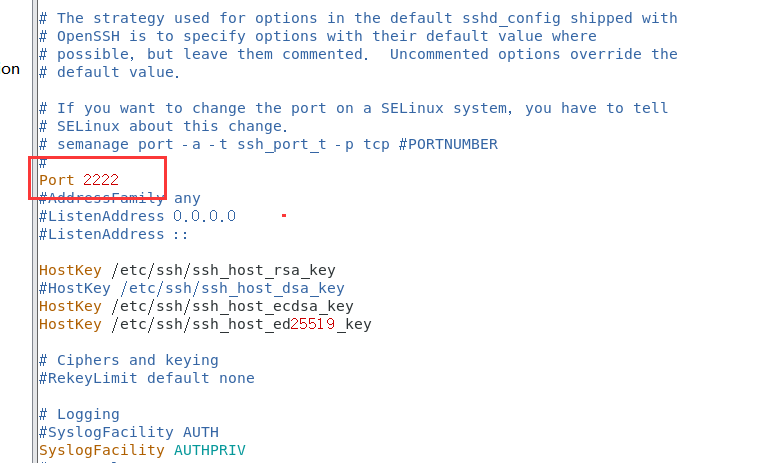 # The strategy used for options in the default sshd_config shipped with
# OpenSSH is to specify options with their default value where
# possible, but leave them commented.  Uncommented options override the
on
# default value.
# If you want to change the port on a SELinux system, you have to tell
# SELinux about this change.
# semanage port -a -t ssh_port_t -p tcp #PORTNUMBER
#
Port 2222
#AddressFamily any
#ListenAddress 0.0.0.0
#ListenAddress ::
HostKey /etc/ssh/ssh_host_rsa_key
#HostKey /etc/ssh/ssh_host_dsa_key
HostKey /etc/ssh/ssh_host_ecdsa_key
HostKey /etc/ssh/ssh_host_ed25519_key
# Ciphers and keying
#RekeyLimit default none
# Logging
#SyslogFacility AUTH
SyslogFacility AUTHPRIV